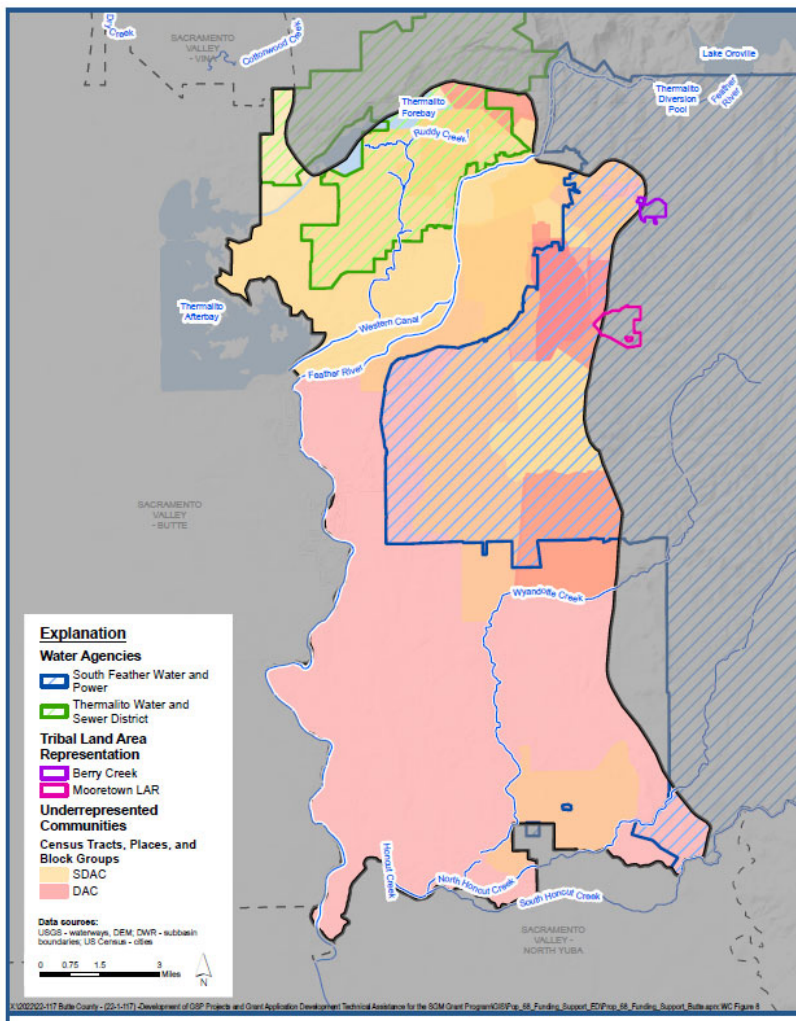 Dry Creek
SACRAMENTO
VALLEY
- VINA
Cottonwood Creek
Lake Oroville
Thermalito
Diversion
Pool
Feather
River
Thermalito
Forebay
Ruddy Creek
Thermalito
Afterbay
Western Canal
Feather River
SACRAMENTO
VALLEY
- BUTTE
Wyandotte Creek
Explanation
Water Agencies
South Feather Water and
Power
Thermalito Water and
Sewer District
Tribal Land Area
Representation
Berry Creek
Mooretown LAR
Underrepresented
Communities
Census Tracts, Places, and
Block Groups
SDAC
DAC
Data sources:
USGS - waterways, DEM; DWR - subbasin
boundaries; US Census - cities
0 0.75 1.5 3
Miles
N
Honcut Creek
North Honcut Creek
South Honcut Creek
SACRAMENTO
VALLEY -
NORTH YUBA